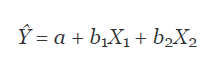 Ŷ = a + b₁X₁ + b₂X₂